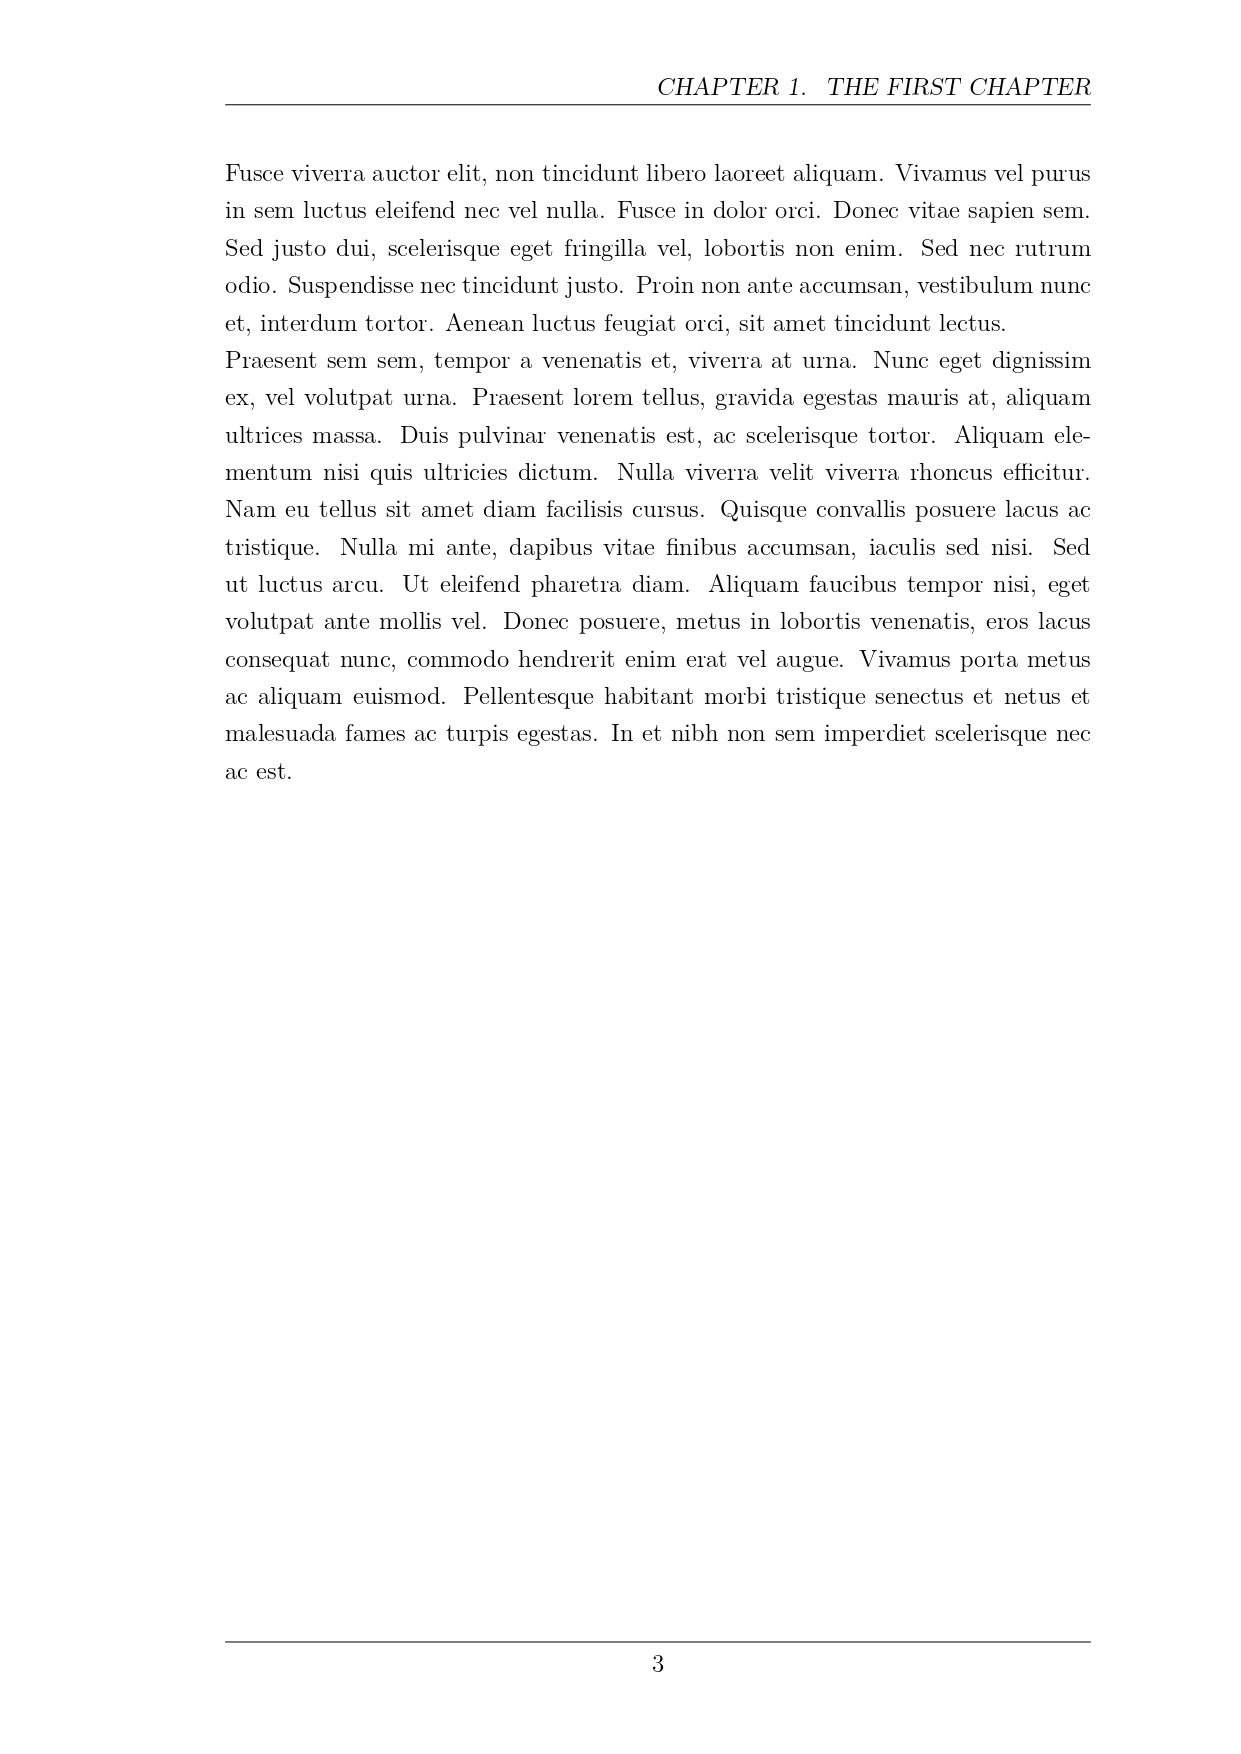 CHAPTER 1. THE FIRST CHAPTER
Fusce viverra auctor elit, non tincidunt libero laoreet aliquam. Vivamus vel purus
in sem luctus eleifend nec vel nulla. Fusce in dolor orci. Donec vitae sapien sem.
Sed justo dui, scelerisque eget fringilla vel, lobortis non enim. Sed nec rutrum
odio. Suspendisse nec tincidunt justo. Proin non ante accumsan, vestibulum nunc
et, interdum tortor. Aenean luctus feugiat orci, sit amet tincidunt lectus.
Praesent sem sem, tempor a venenatis et, viverra at urna. Nunc eget dignissim
ex, vel volutpat urna. Praesent lorem tellus, gravida egestas mauris at, aliquam
ultrices massa. Duis pulvinar venenatis est, ac scelerisque tortor. Aliquam ele-
mentum nisi quis ultricies dictum. Nulla viverra velit viverra rhoncus efficitur.
Nam eu tellus sit amet diam facilisis cursus. Quisque convallis posuere lacus ac
tristique. Nulla mi ante, dapibus vitae finibus accumsan, iaculis sed nisi. Sed
ut luctus arcu. Ut eleifend pharetra diam. Aliquam faucibus tempor nisi, eget
volutpat ante mollis vel. Donec posuere, metus in lobortis venenatis, eros lacus
consequat nunc, commodo hendrerit enim erat vel augue. Vivamus porta metus
ac aliquam euismod. Pellentesque habitant morbi tristique senectus et netus et
malesuada fames ac turpis egestas. In et nibh non sem imperdiet scelerisque nec
ac est.
3